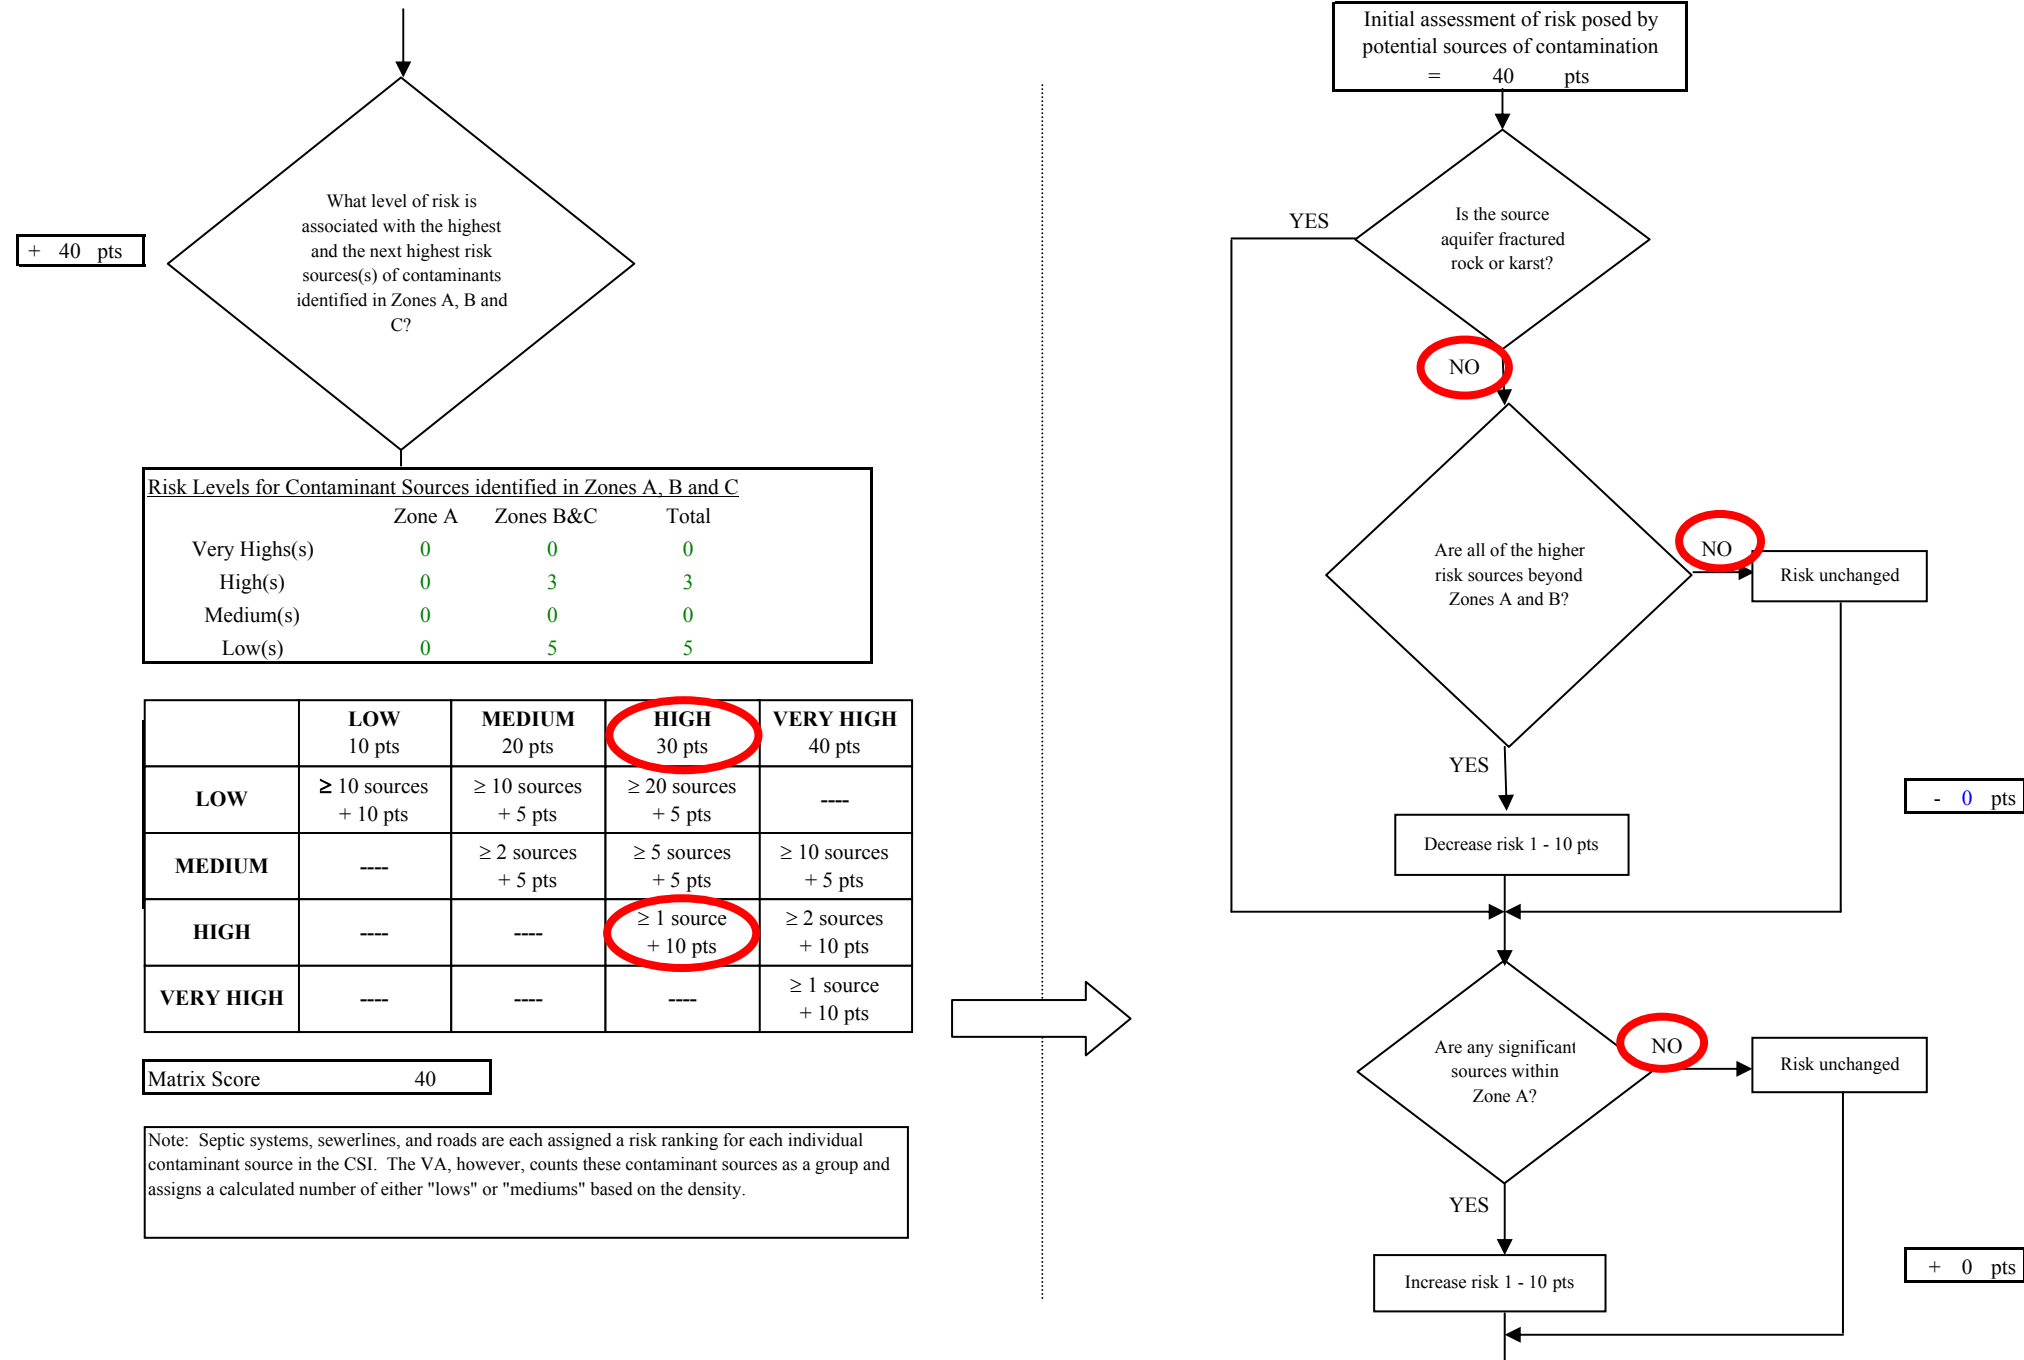 What level of risk is
associated with the highest
and the next highest risk
sources(s) of contaminants
identified in Zones A, B and
C?
+ 40 pts
Risk Levels for Contaminant Sources identified in Zones A, B and C
Zone A Zones B&C Total
Very Highs(s) 0 0 0
High(s) 0 3 3
Medium(s) 0 0 0
Low(s) 0 5 5
LOW MEDIUM HIGH VERY HIGH
10 pts 20 pts 30 pts 40 pts
LOW ≥ 10 sources ≥ 10 sources ≥ 20 sources ----
+ 10 pts + 5 pts + 5 pts
MEDIUM ---- ≥ 2 sources ≥ 5 sources ≥ 10 sources
+ 5 pts + 5 pts + 5 pts
HIGH ---- ---- ≥ 1 source ≥ 2 sources
+ 10 pts + 10 pts
VERY HIGH ---- ---- ---- ≥ 1 source
+ 10 pts
Matrix Score 40
Note: Septic systems, sewerlines, and roads are each assigned a risk ranking for each individual
contaminant source in the CSI. The VA, however, counts these contaminant sources as a group and
assigns a calculated number of either "lows" or "mediums" based on the density.
Initial assessment of risk posed by
potential sources of contamination
= 40 pts
Is the source
aquifer fractured
rock or karst?
YES
NO
Are all of the higher
risk sources beyond
Zones A and B?
NO
Risk unchanged
YES
- 0 pts
Decrease risk 1 - 10 pts
Are any significant
sources within
Zone A?
NO
Risk unchanged
YES
+ 0 pts
Increase risk 1 - 10 pts